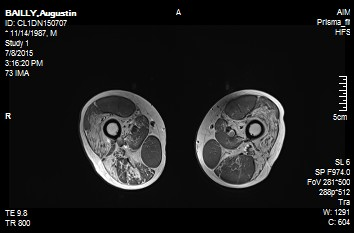 BAILLY,Augustin
ID: CL1DN150707
* 11/14/1987, M
Study 1
7/8/2015
3:16:20 PM
73 IMA
A
AIM
Prisma_fi
HFS
R
5cm
SL 6
SP F974.0
FoV 281*500
288p*512
Tra
W: 1291
C: 604
TE 9.8
TR 800